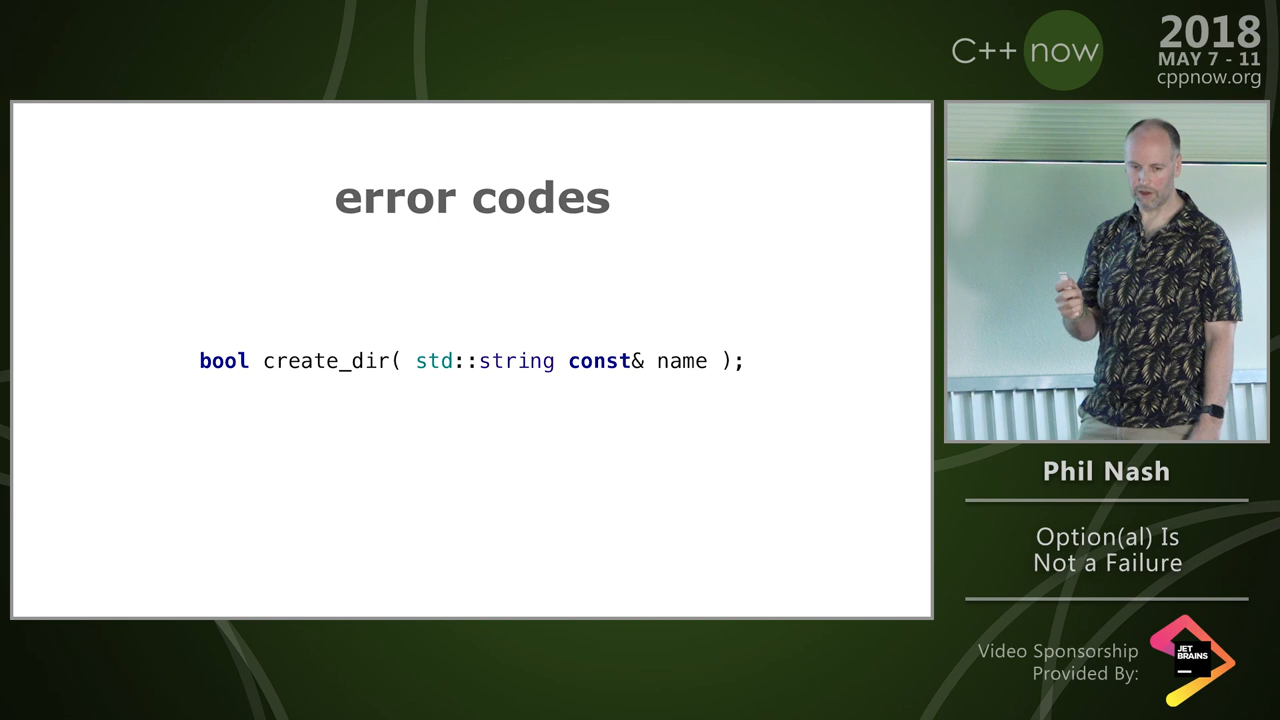 C++ now
2018
MAY 7 - 11
cppnow.org
error codes
bool create_dir( std::string const& name );
Phil Nash
Option(al) Is
Not a Failure
Video Sponsorship
Provided By:
JET
BRAINS